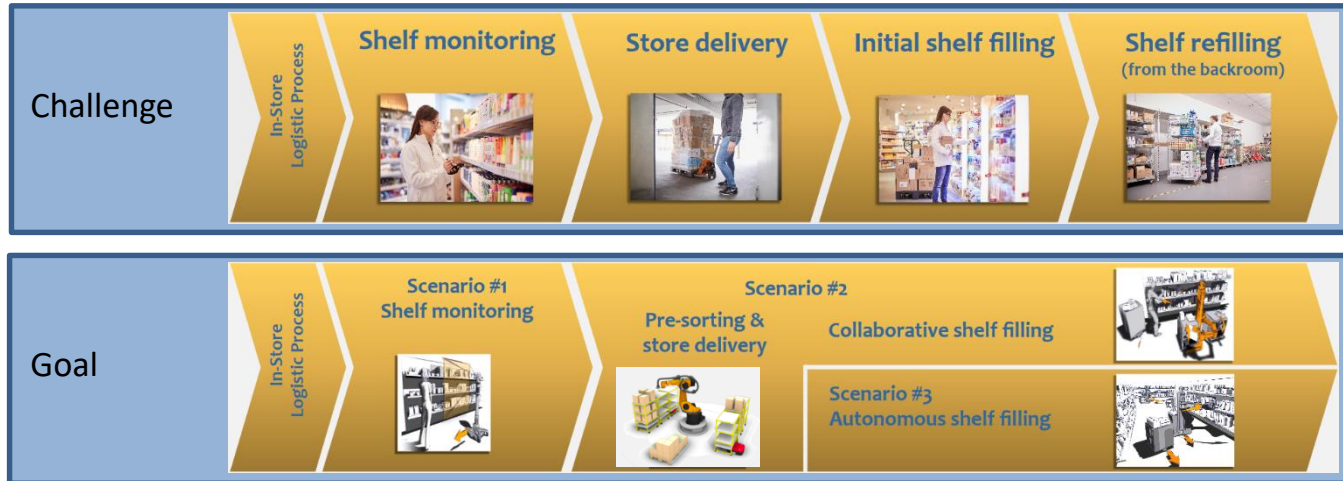 Challenge
In-Store
Logistic Process
Shelf monitoring
Store delivery
Initial shelf filling
Shelf refilling
(from the backroom)
Goal
In-Store
Logistic Process
Scenario #1
Shelf monitoring
Scenario #2
Pre-sorting &
store delivery
Collaborative shelf filling
Scenario #3
Autonomous shelf filling